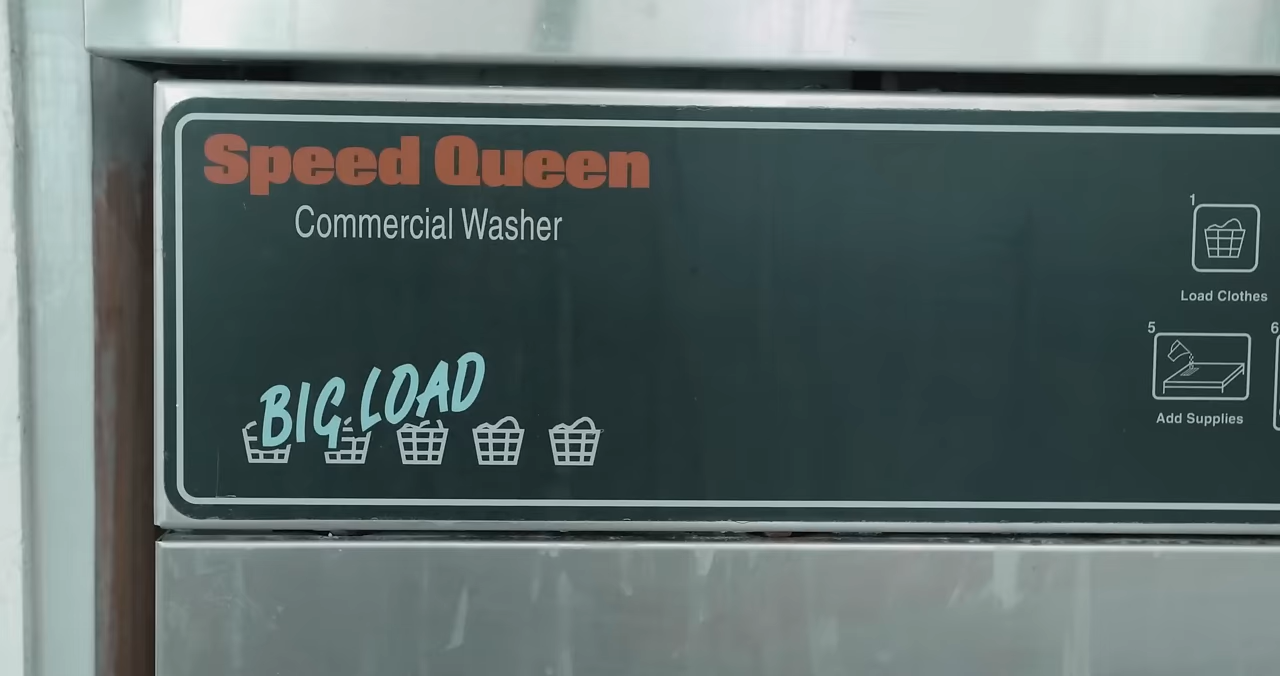 Speed Queen
Commercial Washer
BIG LOAD
1
Load Clothes
5
6
Add Supplies